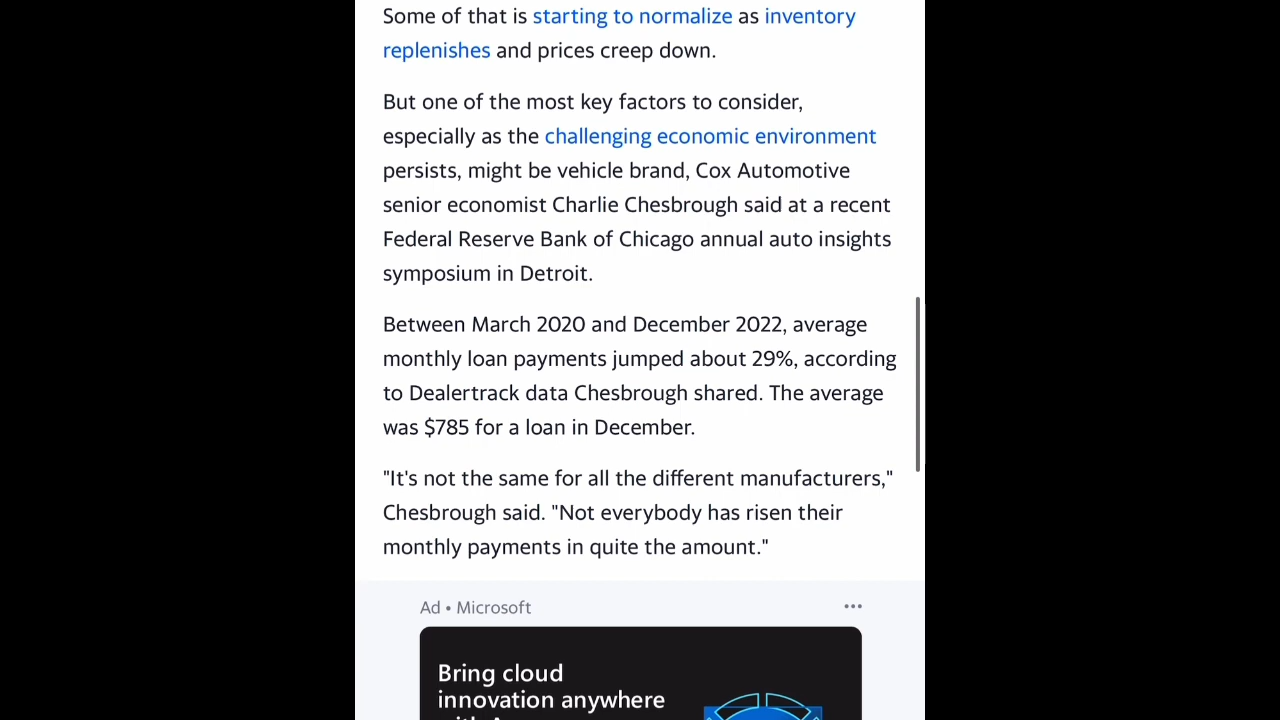 Some of that is starting to normalize as inventory
replenishes and prices creep down.
But one of the most key factors to consider,
especially as the challenging economic environment
persists, might be vehicle brand, Cox Automotive
senior economist Charlie Chesbrough said at a recent
Federal Reserve Bank of Chicago annual auto insights
symposium in Detroit.
Between March 2020 and December 2022, average
monthly loan payments jumped about 29%, according
to Dealertrack data Chesbrough shared. The average
was $785 for a loan in December.
"It's not the same for all the different manufacturers,"
Chesbrough said. "Not everybody has risen their
monthly payments in quite the amount."
Ad • Microsoft
Bring cloud
innovation anywhere